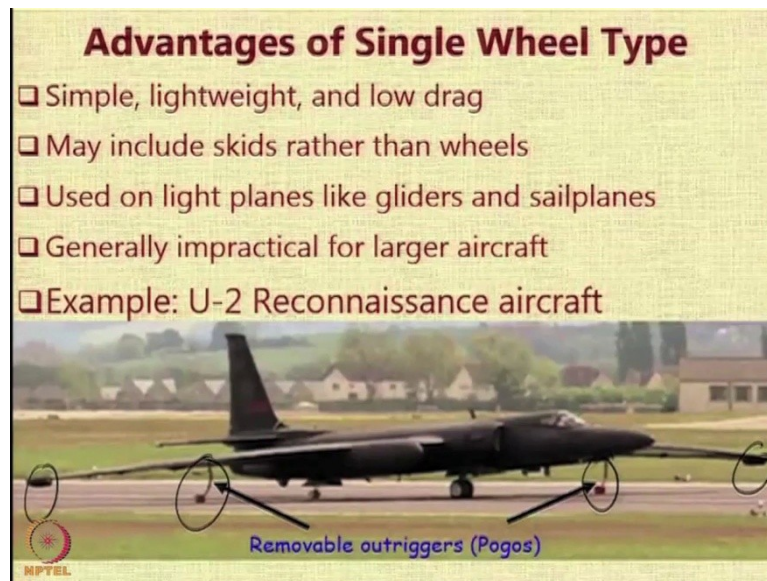 Advantages of Single Wheel Type
❑ Simple, lightweight, and low drag
❑ May include skids rather than wheels
❑ Used on light planes like gliders and sailplanes
❑ Generally impractical for larger aircraft
❑Example: U-2 Reconnaissance aircraft
Removable outriggers (Pogos)
NPTEL